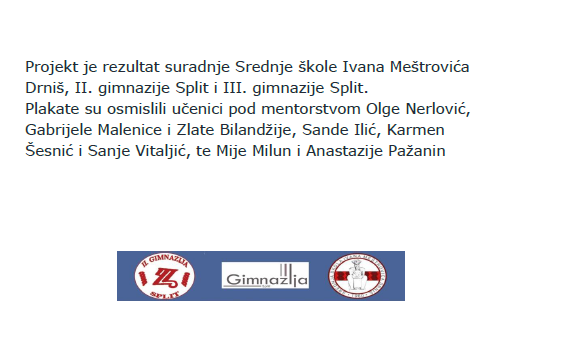 Projekt je rezultat suradnje Srednje škole Ivana Meštrovića
Drniš, II. gimnazije Split i III. gimnazije Split.
Plakate su osmislili učenici pod mentorstvom Olge Nerlović,
Gabrijele Malenice i Zlate Bilandžije, Sande Ilić, Karmen
Šesnić i Sanje Vitaljić, te Mije Milun i Anastazije Pažanin
II. GIMNAZIJA
SPLIT
GimnazIIIja